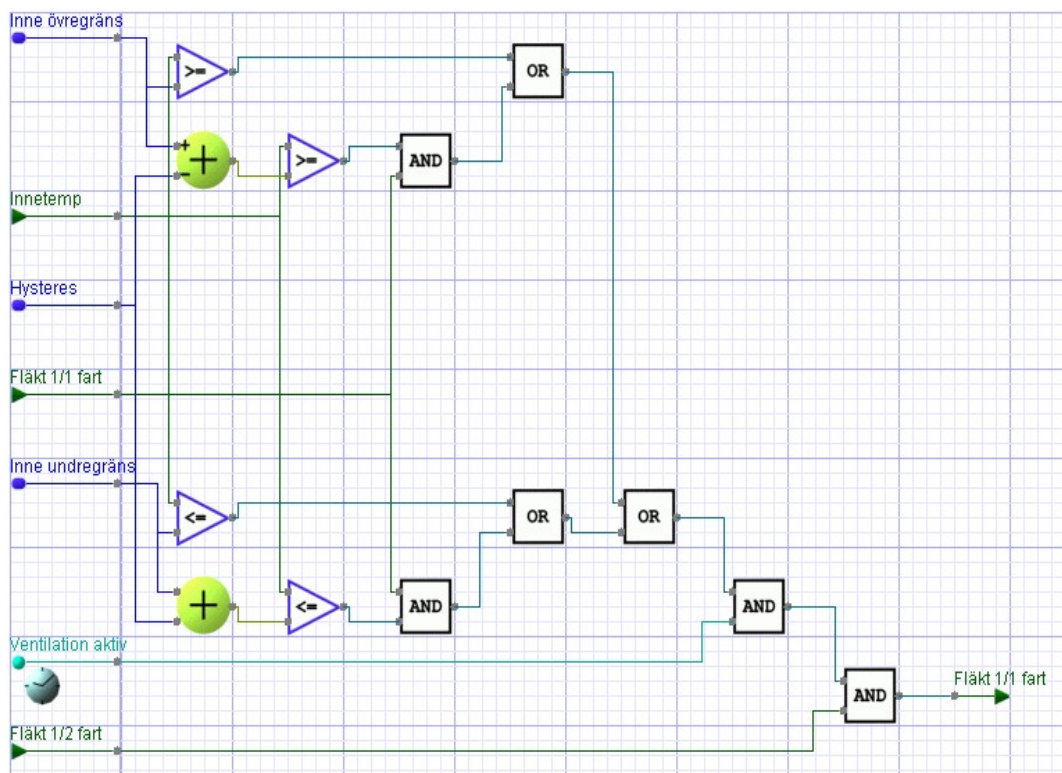 Inne övregräns
>=
OR
+
+
-
>=
AND
Innetemp
Hysteres
Fläkt 1/1 fart
Inne undregräns
<=
OR
OR
+
<=
AND
AND
Ventilation aktiv
AND
Fläkt 1/1 fart
Fläkt 1/2 fart